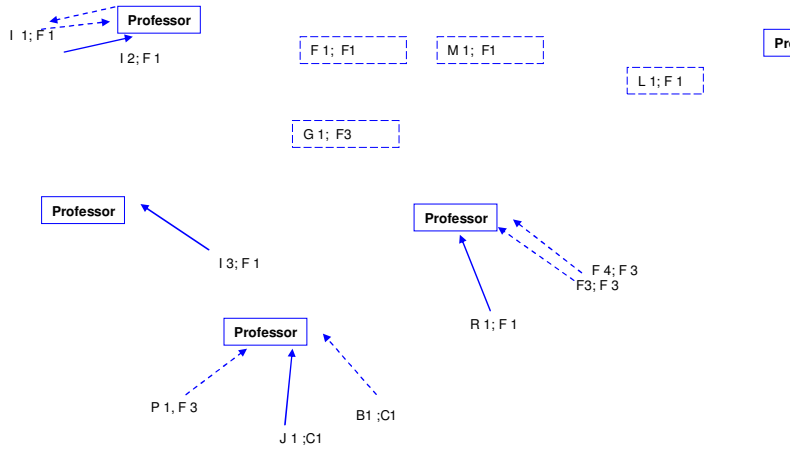 Professor
I 1; F 1
I 2; F 1
F 1; F1
M 1; F1
Pr
L 1; F 1
G 1; F3
Professor
Professor
I 3; F 1
F 4; F 3
F3; F 3
R 1; F 1
Professor
P 1, F 3
B1 ;C1
J 1 ;C1